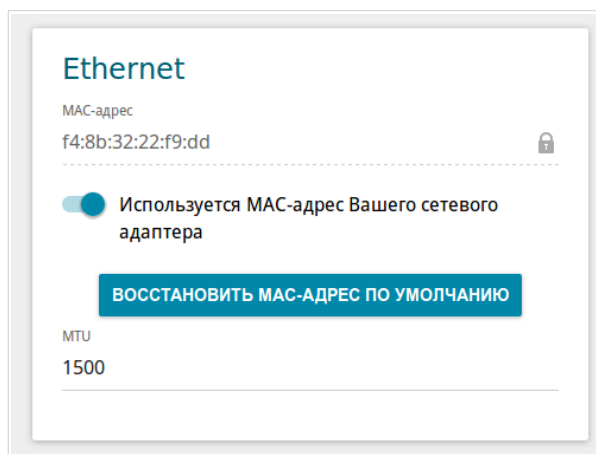 Ethernet
MAC-адрес
f4:8b:32:22:f9:dd
Используется MAC-адрес Вашего сетевого
адаптера
ВОССТАНОВИТЬ MAC-АДРЕС ПО УМОЛЧАНИЮ
MTU
1500